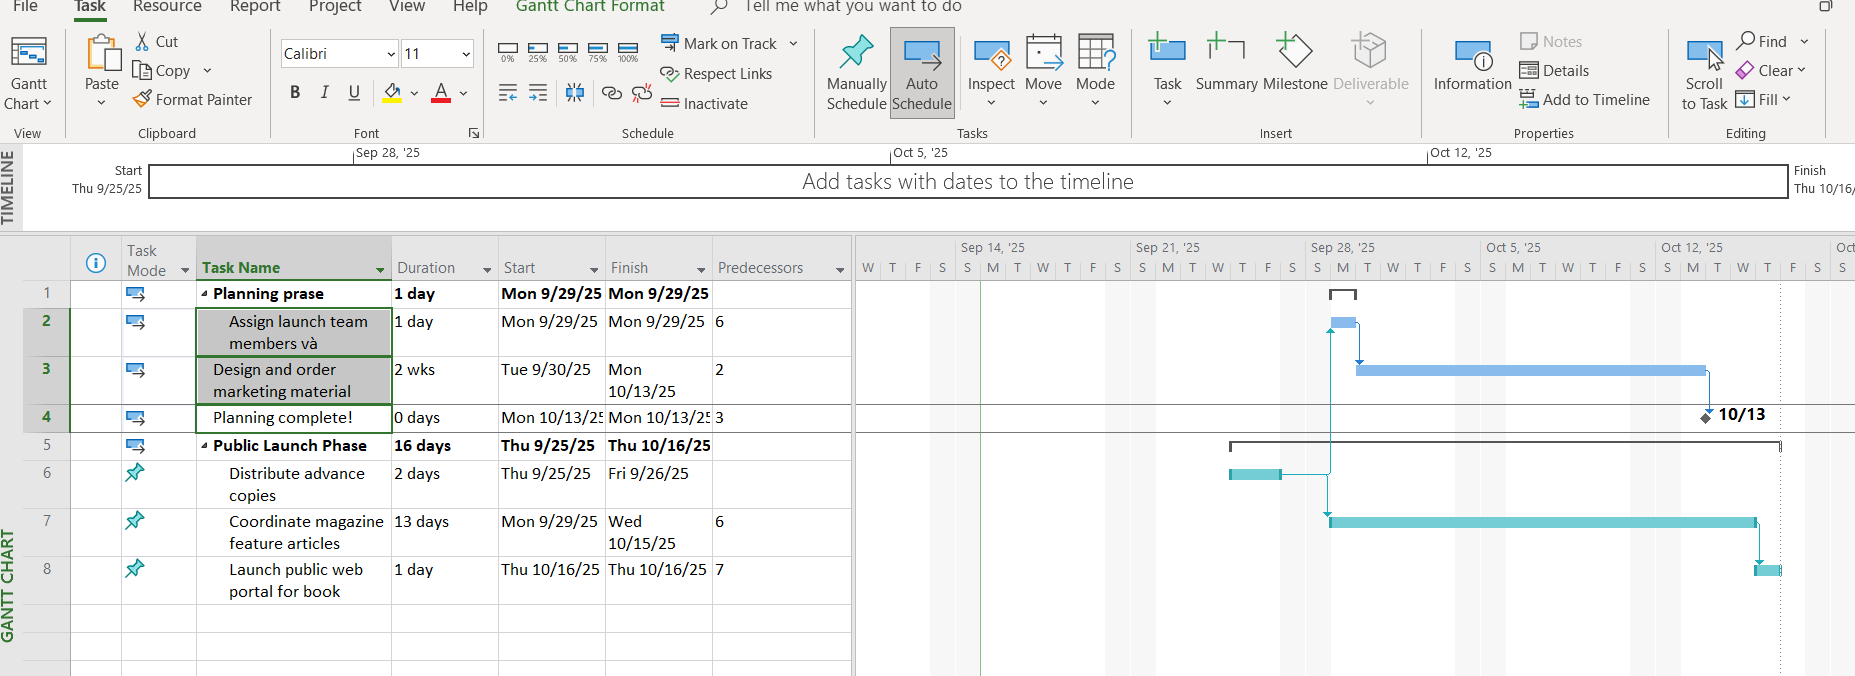 File Task Resource Report Project View Help Gantt Chart Format Tell me what you want to do
Gantt
Chart
View
Paste
Cut
Copy
Format Painter
Clipboard
Calibri 11
B I U A
Font
0% 25% 50% 75% 100%
Mark on Track
Respect Links
Inactivate
Schedule
Manually
Schedule
Auto
Schedule
Inspect
Move
Mode
Tasks
Task
Summary
Milestone
Deliverable
Insert
Information
Notes
Details
Add to Timeline
Properties
Scroll
to Task
Find
Clear
Fill
Editing
TIMELINE
Start
Thu 9/25/25
Sep 28, '25 Oct 5, '25 Oct 12, '25
Add tasks with dates to the timeline
Finish
Thu 10/16/
GANTT CHART
Task
Mode
Task Name Duration Start Finish Predecessors
Sep 14, '25 Sep 21, '25 Sep 28, '25 Oct 5, '25 Oct 12, '25 Oct
W T F S S M T W T F S S M T W T F S S M T W T F S S M T W T F S S M T W T F S S
1 Planning prase 1 day Mon 9/29/25 Mon 9/29/25
2 Assign launch team 1 day Mon 9/29/25 Mon 9/29/25 6
members và
3 Design and order 2 wks Tue 9/30/25 Mon 2
marketing material 10/13/25
4 Planning complete! 0 days Mon 10/13/25 Mon 10/13/25 3
10/13
5 Public Launch Phase 16 days Thu 9/25/25 Thu 10/16/25
6 Distribute advance 2 days Thu 9/25/25 Fri 9/26/25
copies
7 Coordinate magazine 13 days Mon 9/29/25 Wed 6
feature articles 10/15/25
8 Launch public web 1 day Thu 10/16/25 Thu 10/16/25 7
portal for book